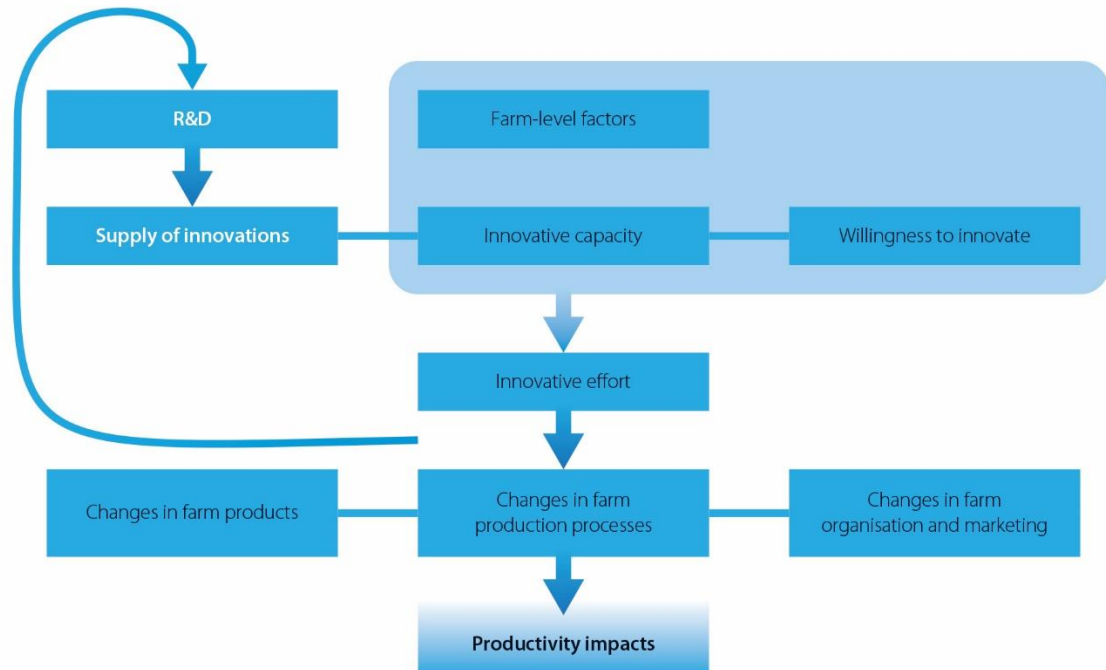 R&D
Farm-level factors
Supply of innovations
Innovative capacity
Willingness to innovate
Innovative effort
Changes in farm products
Changes in farm
production processes
Changes in farm
organisation and marketing
Productivity impacts